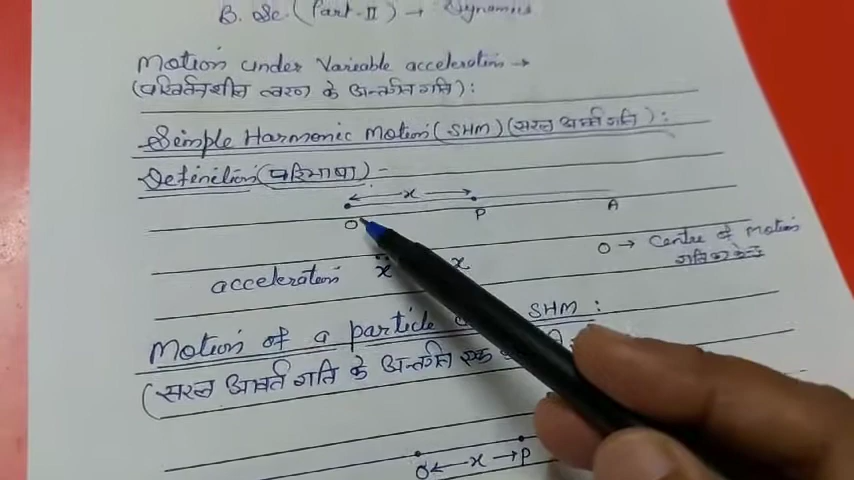 B. Sc. (Part-II) → Dynamics
Motion under Variable acceleration →
(परिवर्तनशील त्वरण के अन्तर्गत गति):
Simple Harmonic Motion (SHM) (सरल आवर्त गति):
Definition (परिभाषा) -
x
O P A
O → Centre of Motion
गति का केन्द्र
acceleration ẍ x
Motion of a particle SHM :
(सरल आवर्त गति के अन्तर्गत एक
O x P